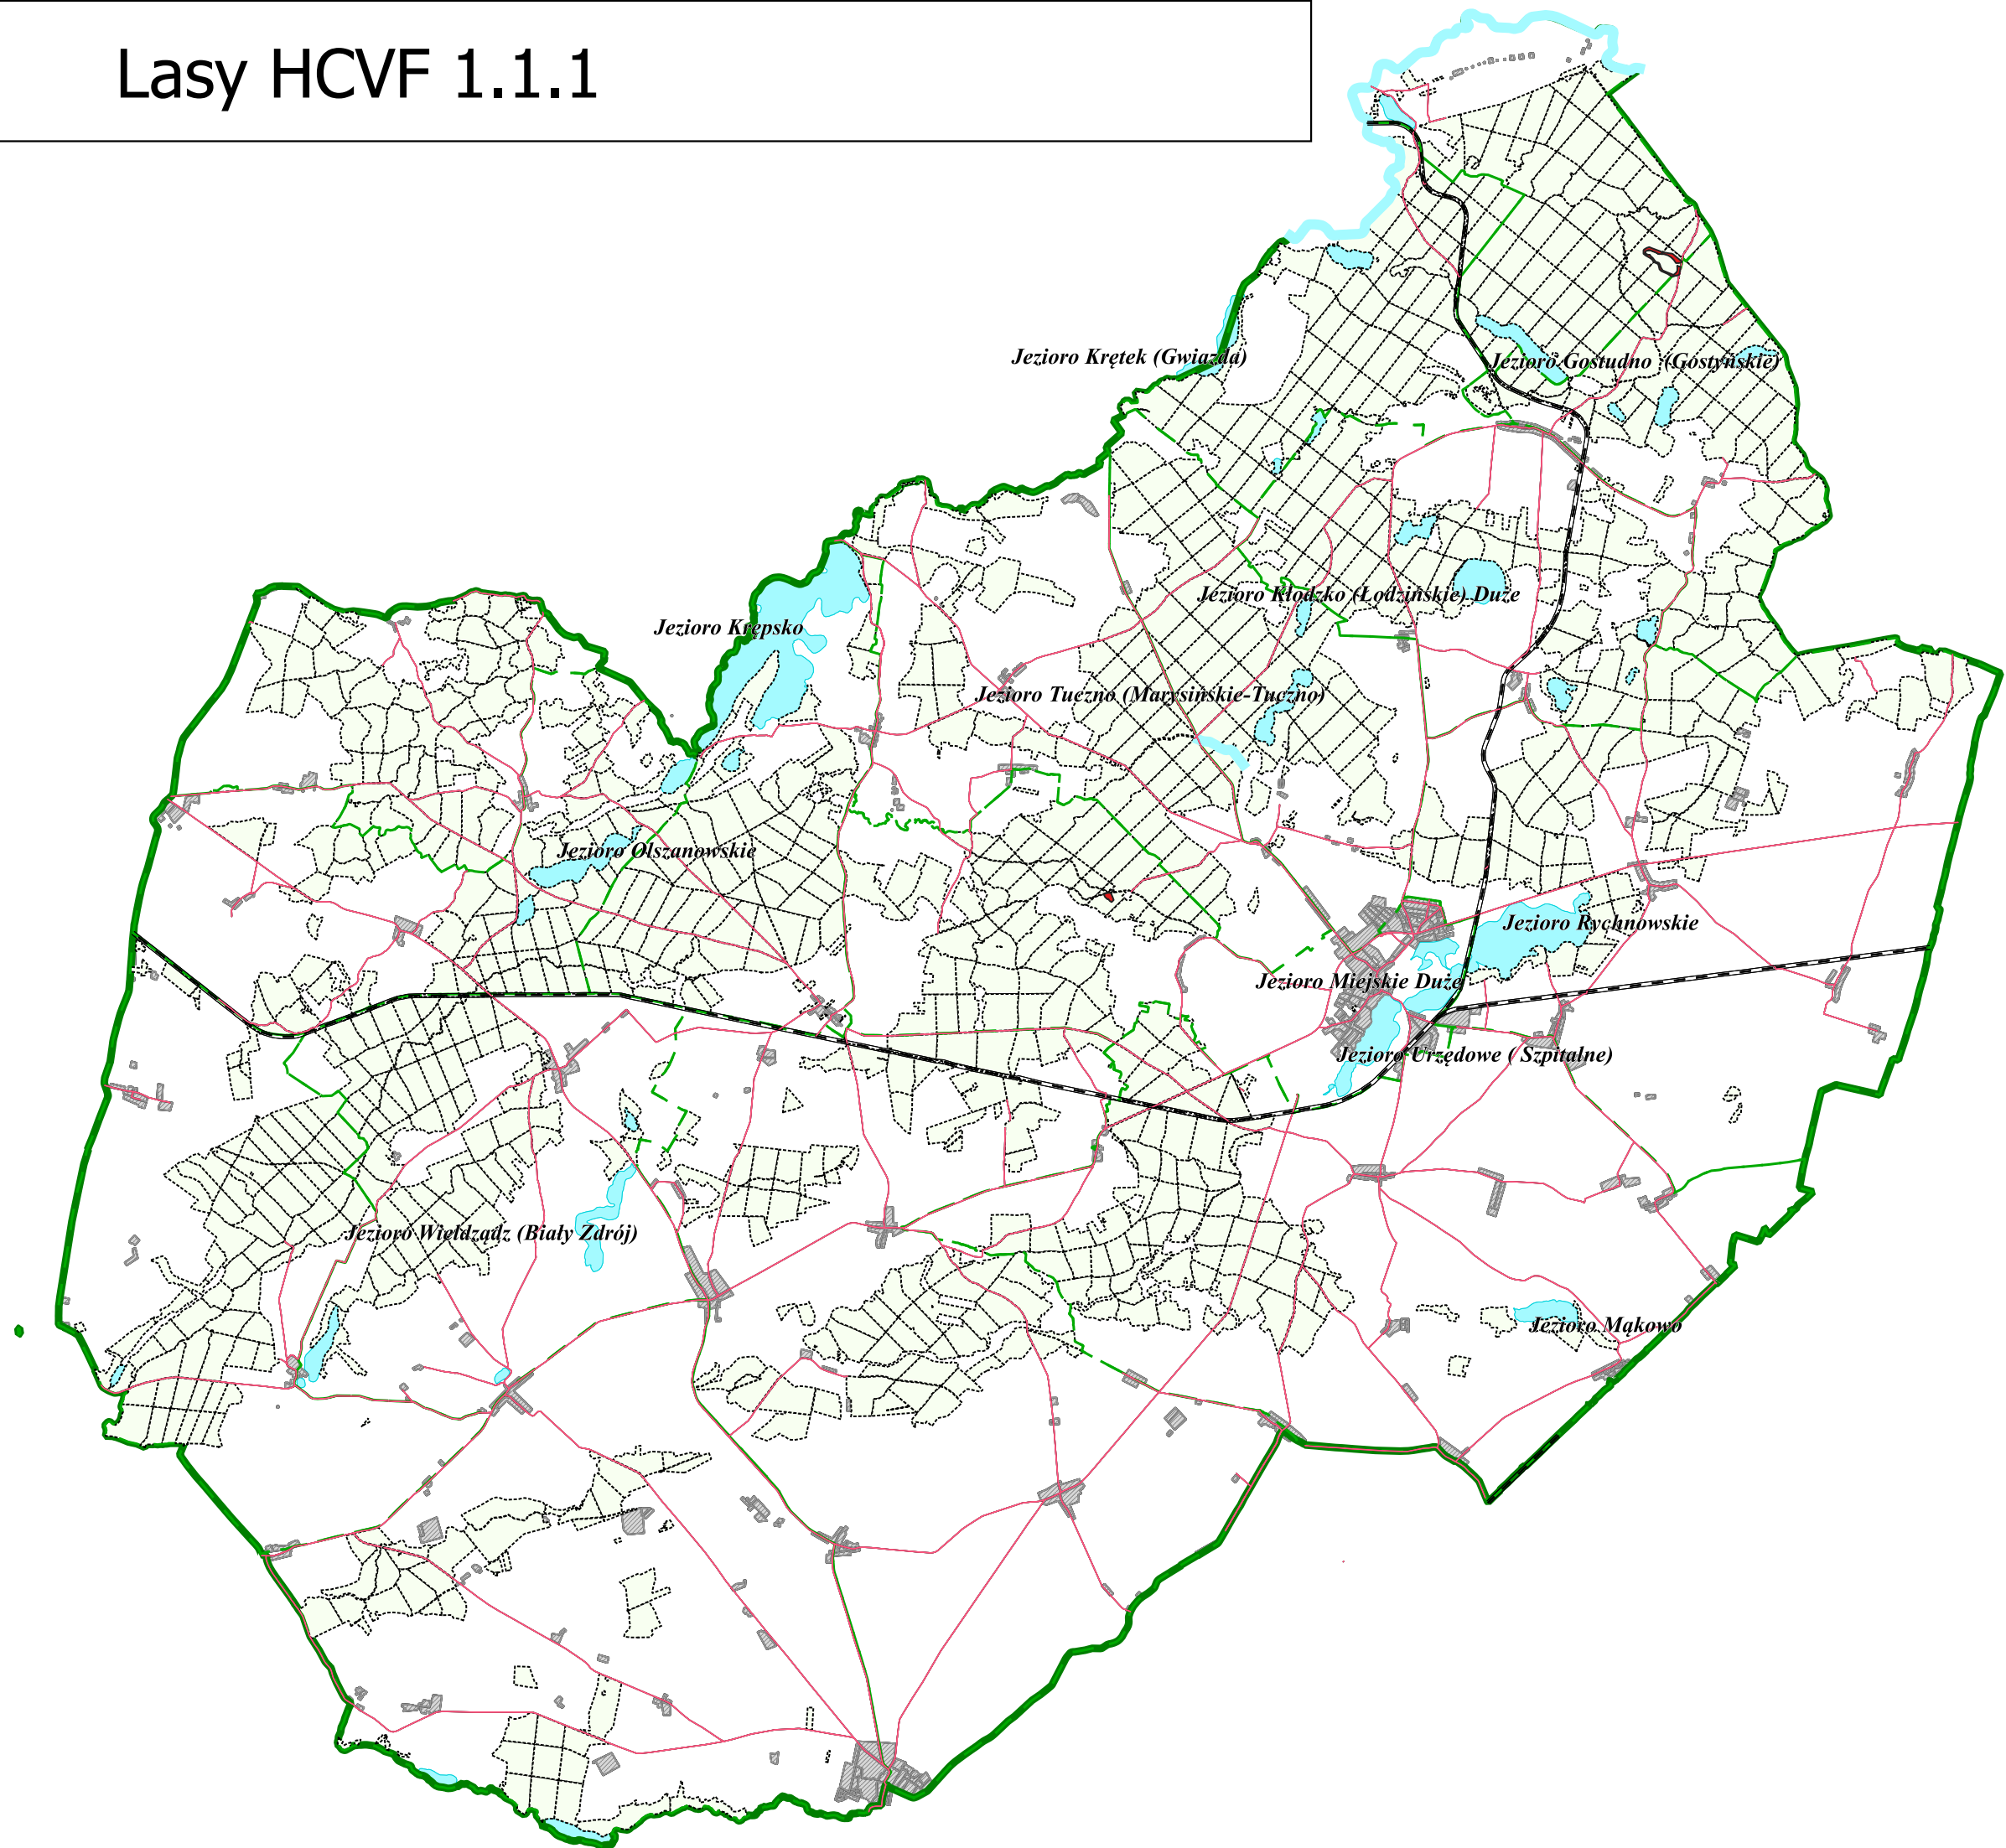 Lasy HCVF 1.1.1
Jezioro Krętek (Gwiazda)
Jezioro Gostudno (Gostyńskie)
Jezioro Kłodzko (Łodzińskie) Duże
Jezioro Krępsko
Jezioro Tuczno (Marysińskie-Tuczno)
Jezioro Olszanowskie
Jezioro Rychnowskie
Jezioro Miejskie Duże
Jezioro Urzędowe ( Szpitalne)
Jezioro Wieldządz (Biały Zdrój)
Jezioro Mąkowo